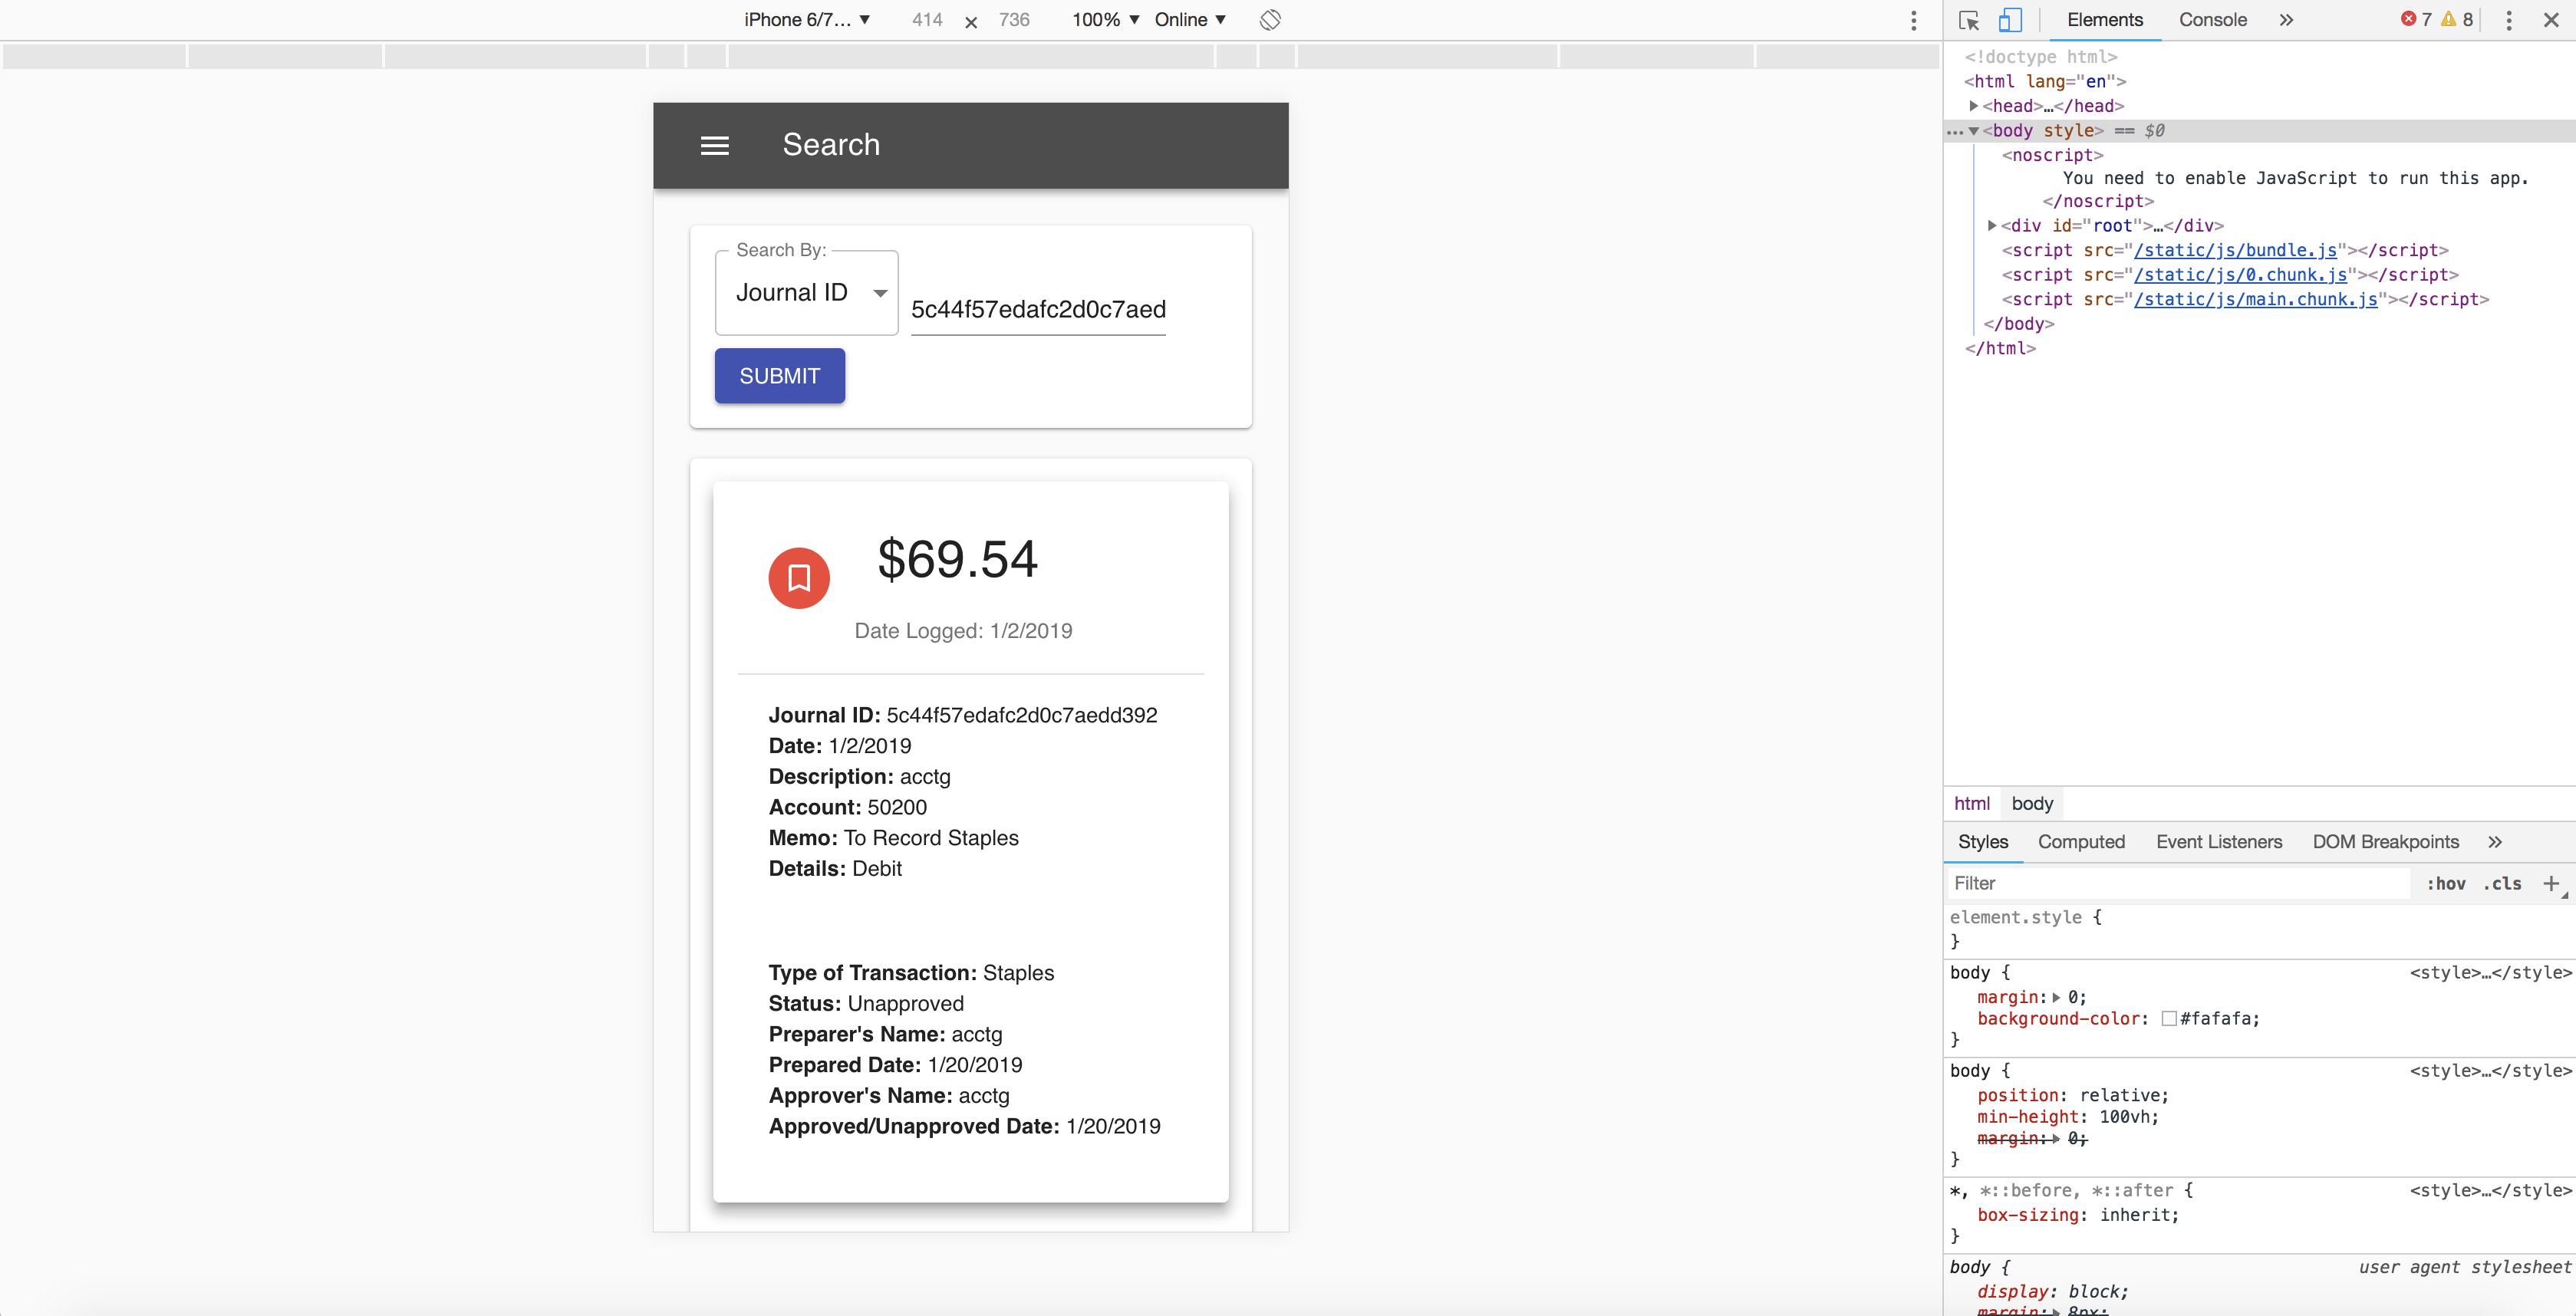 iPhone 6/7… ▼ 414 × 736 100% ▼ Online ▼
Search
Search By:
Journal ID
5c44f57edafc2d0c7aed
SUBMIT
$69.54
Date Logged: 1/2/2019
Journal ID: 5c44f57edafc2d0c7aedd392
Date: 1/2/2019
Description: acctg
Account: 50200
Memo: To Record Staples
Details: Debit
Type of Transaction: Staples
Status: Unapproved
Preparer's Name: acctg
Prepared Date: 1/20/2019
Approver's Name: acctg
Approved/Unapproved Date: 1/20/2019
Elements Console » 7 8
<!doctype html>
<html lang="en">
▶<head>…</head>
…▼<body style> == $0
<noscript>
You need to enable JavaScript to run this app.
</noscript>
▶<div id="root">…</div>
<script src="/static/js/bundle.js"></script>
<script src="/static/js/0.chunk.js"></script>
<script src="/static/js/main.chunk.js"></script>
</body>
</html>
html body
Styles Computed Event Listeners DOM Breakpoints »
Filter :hov .cls +
element.style {
}
body { <style>…</style>
margin:▶ 0;
background-color: #fafafa;
}
body { <style>…</style>
position: relative;
min-height: 100vh;
margin:▶ 0;
}
*, *::before, *::after { <style>…</style>
box-sizing: inherit;
}
body { user agent stylesheet
display: block;
margin:▶ 8px;